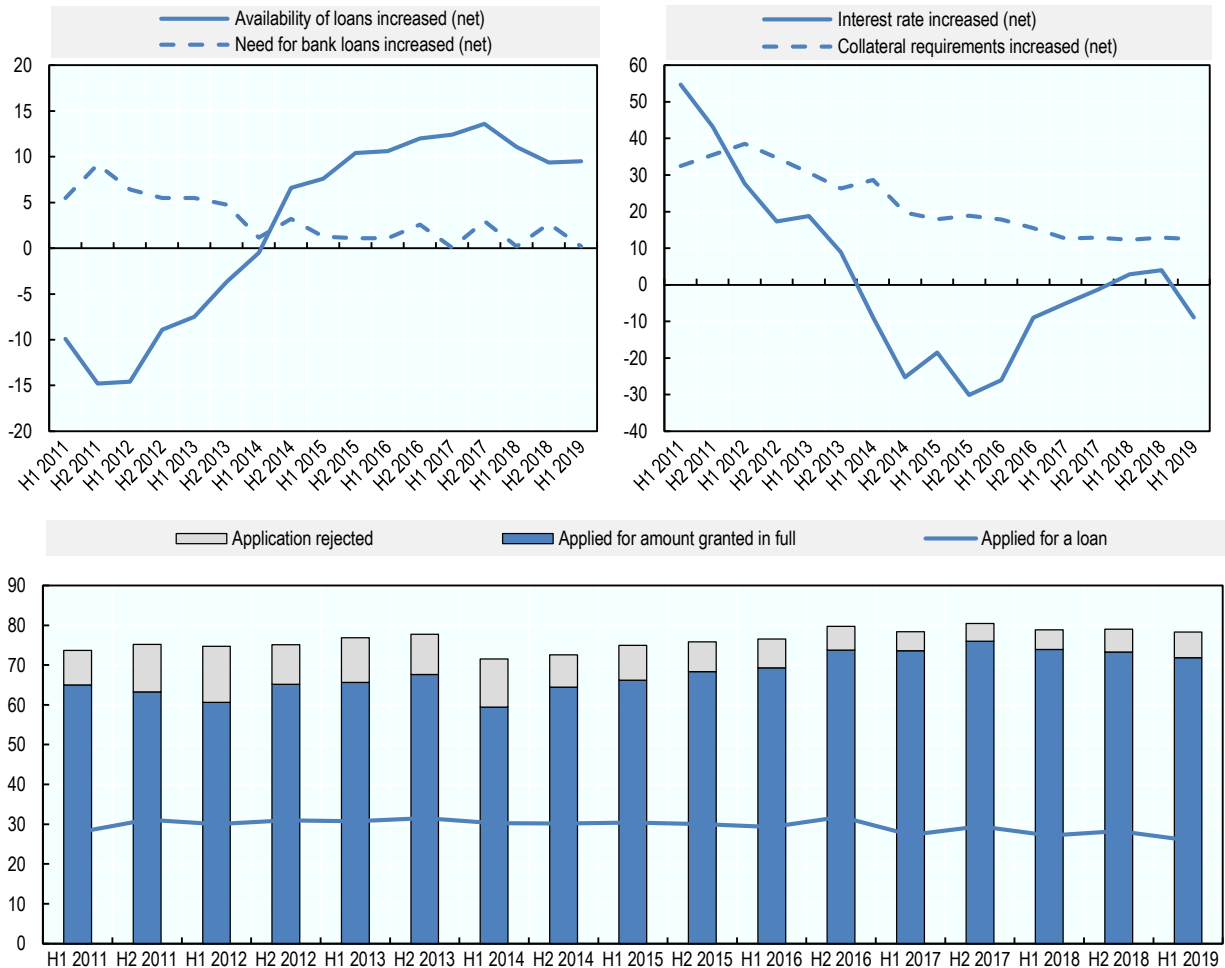 Availability of loans increased (net)
Need for bank loans increased (net)
20
15
10
5
0
-5
-10
-15
-20
H1 2011
H2 2011
H1 2012
H2 2012
H1 2013
H2 2013
H1 2014
H2 2014
H1 2015
H2 2015
H1 2016
H2 2016
H1 2017
H2 2017
H1 2018
H2 2018
H1 2019
Interest rate increased (net)
Collateral requirements increased (net)
60
50
40
30
20
10
0
-10
-20
-30
-40
H1 2011
H2 2011
H1 2012
H2 2012
H1 2013
H2 2013
H1 2014
H2 2014
H1 2015
H2 2015
H1 2016
H2 2016
H1 2017
H2 2017
H1 2018
H2 2018
H1 2019
Application rejected Applied for amount granted in full Applied for a loan
90
80
70
60
50
40
30
20
10
0
H1 2011 H2 2011 H1 2012 H2 2012 H1 2013 H2 2013 H1 2014 H2 2014 H1 2015 H2 2015 H1 2016 H2 2016 H1 2017 H2 2017 H1 2018 H2 2018 H1 2019